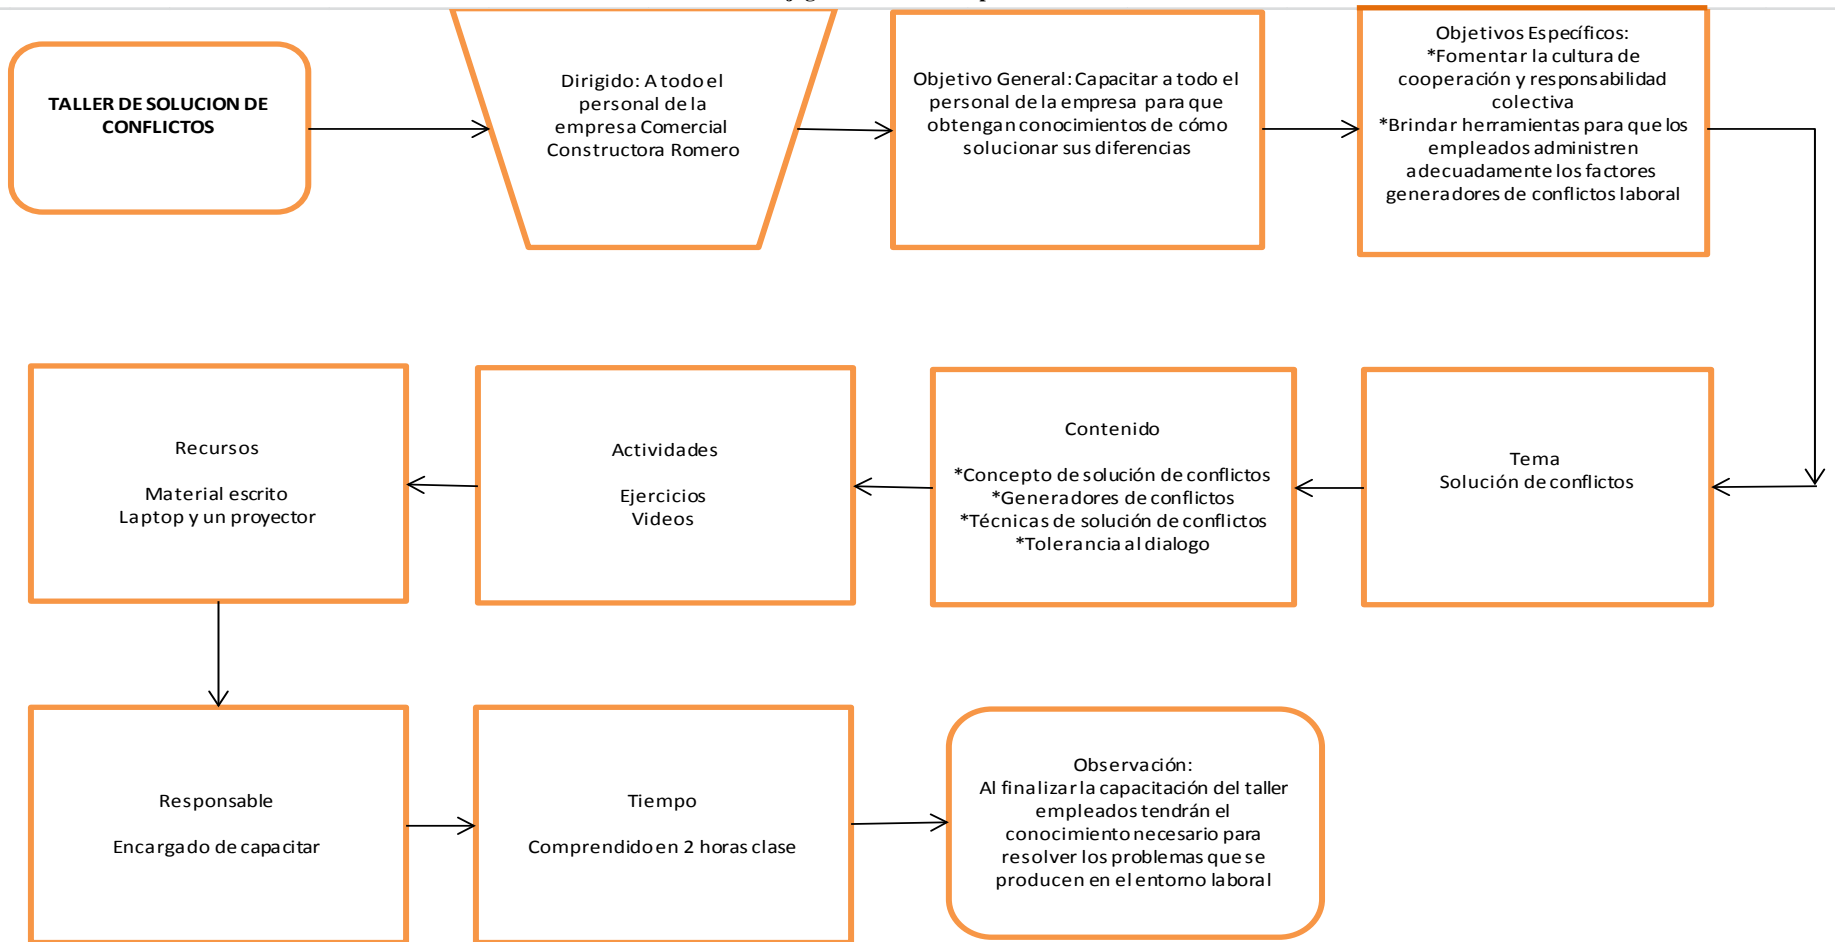 TALLER DE SOLUCION DE
CONFLICTOS
Dirigido: A todo el
personal de la
empresa Comercial
Constructora Romero
Objetivo General: Capacitar a todo el
personal de la empresa para que
obtengan conocimientos de cómo
solucionar sus diferencias
Objetivos Específicos:
*Fomentar la cultura de
cooperación y responsabilidad
colectiva
*Brindar herramientas para que los
empleados administren
adecuadamente los factores
generadores de conflictos laboral
Tema
Solución de conflictos
Contenido
*Concepto de solución de conflictos
*Generadores de conflictos
*Técnicas de solución de conflictos
*Tolerancia al dialogo
Actividades
Ejercicios
Videos
Recursos
Material escrito
Laptop y un proyector
Responsable
Encargado de capacitar
Tiempo
Comprendido en 2 horas clase
Observación:
Al finalizar la capacitación del taller
empleados tendrán el
conocimiento necesario para
resolver los problemas que se
producen en el entorno laboral